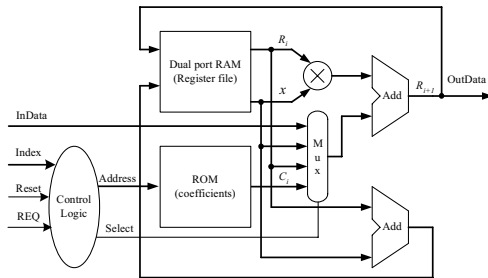 Dual port RAM
(Register file)
R_i
x
Add
R_{i+1}
OutData
InData
Index
Reset
REQ
Control
Logic
Address
Select
ROM
(coefficients)
C_i
M
u
x
Add